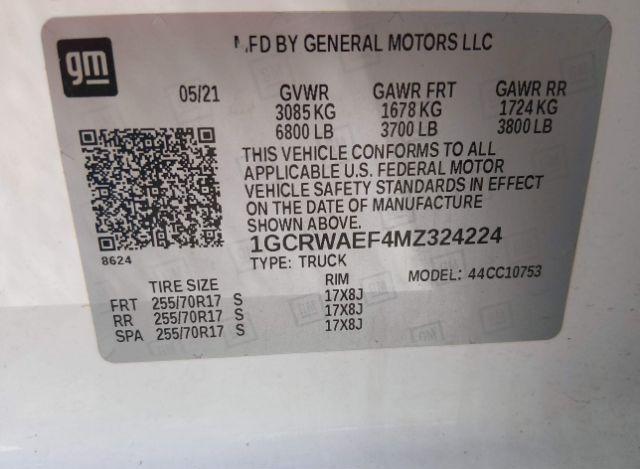 gm
MFD BY GENERAL MOTORS LLC
05/21 GVWR GAWR FRT GAWR RR
3085 KG 1678 KG 1724 KG
6800 LB 3700 LB 3800 LB
THIS VEHICLE CONFORMS TO ALL
APPLICABLE U.S. FEDERAL MOTOR
VEHICLE SAFETY STANDARDS IN EFFECT
ON THE DATE OF MANUFACTURE
SHOWN ABOVE.
8624
1GCRWAEF4MZ324224
TYPE: TRUCK MODEL: 44CC10753
TIRE SIZE RIM
FRT 255/70R17 S 17X8J
RR 255/70R17 S 17X8J
SPA 255/70R17 S 17X8J